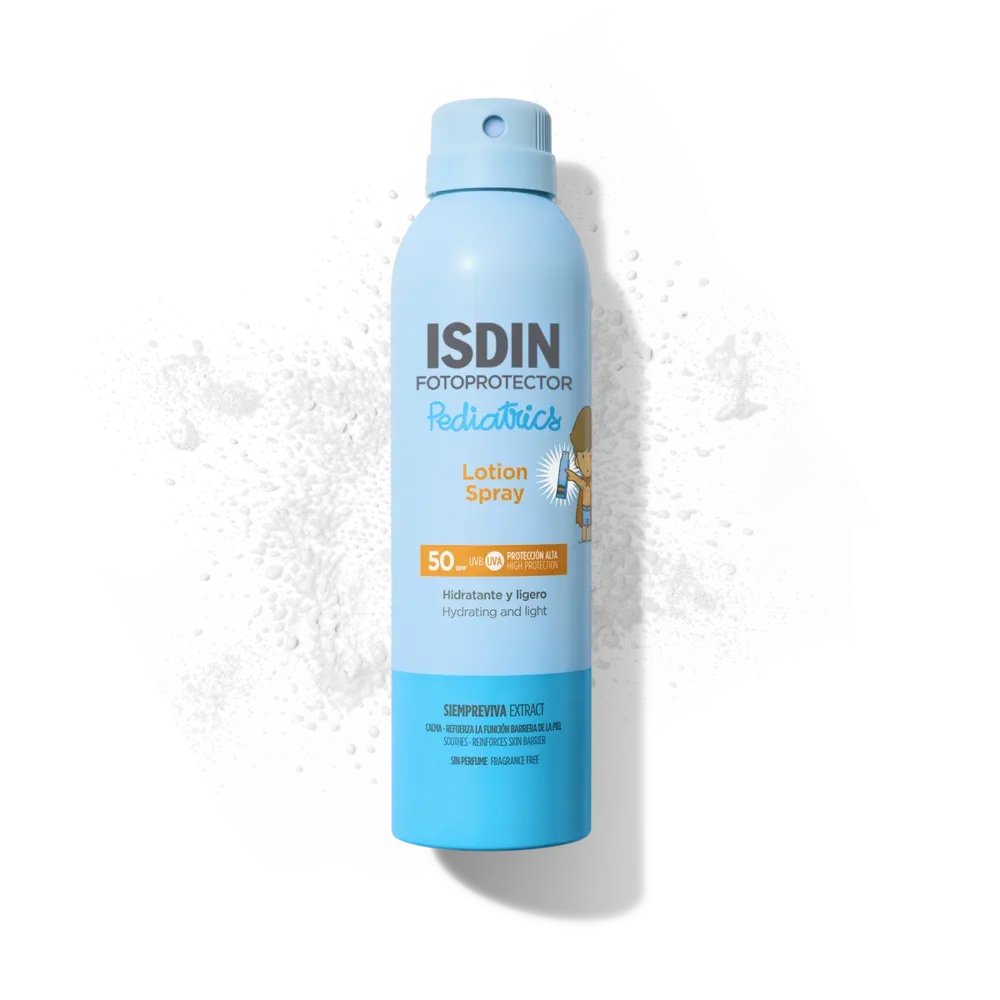 ISDIN
FOTOPROTECTOR
Pediatrics
Lotion
Spray
50 SPF UVB UVA PROTECCIÓN ALTA
HIGH PROTECTION
Hidratante y ligero
Hydrating and light
SIEMPREVIVA EXTRACT
CALMA - REFUERZA LA FUNCIÓN BARRERA DE LA PIEL
SOOTHES - REINFORCES SKIN BARRIER
SIN PERFUME FRAGRANCE FREE